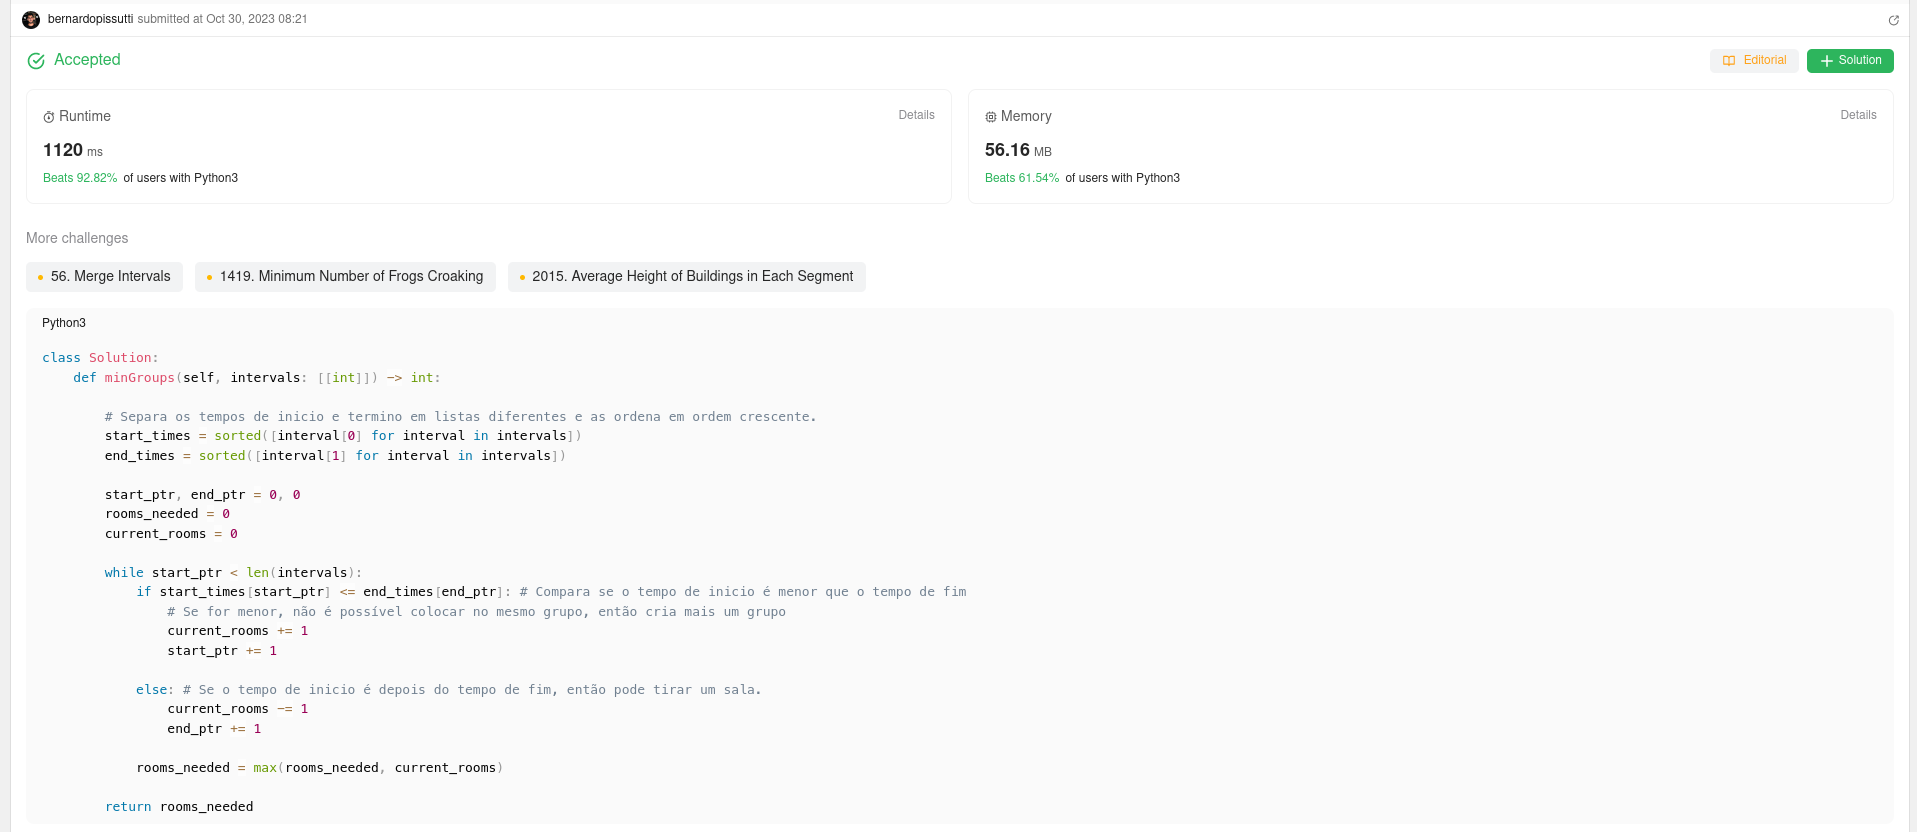 bernardopissutti submitted at Oct 30, 2023 08:21
Accepted
Editorial
Solution
Runtime
Details
1120 ms
Beats 92.82% of users with Python3
Memory
Details
56.16 MB
Beats 61.54% of users with Python3
More challenges
56. Merge Intervals
1419. Minimum Number of Frogs Croaking
2015. Average Height of Buildings in Each Segment
Python3
class Solution:
    def minGroups(self, intervals: [[int]]) -> int:
        # Separa os tempos de inicio e termino em listas diferentes e as ordena em ordem crescente.
        start_times = sorted([interval[0] for interval in intervals])
        end_times = sorted([interval[1] for interval in intervals])
        start_ptr, end_ptr = 0, 0
        rooms_needed = 0
        current_rooms = 0
        while start_ptr < len(intervals):
            if start_times[start_ptr] <= end_times[end_ptr]: # Compara se o tempo de inicio é menor que o tempo de fim
                # Se for menor, não é possível colocar no mesmo grupo, então cria mais um grupo
                current_rooms += 1
                start_ptr += 1
            else: # Se o tempo de inicio é depois do tempo de fim, então pode tirar um sala.
                current_rooms -= 1
                end_ptr += 1
            rooms_needed = max(rooms_needed, current_rooms)
        return rooms_needed